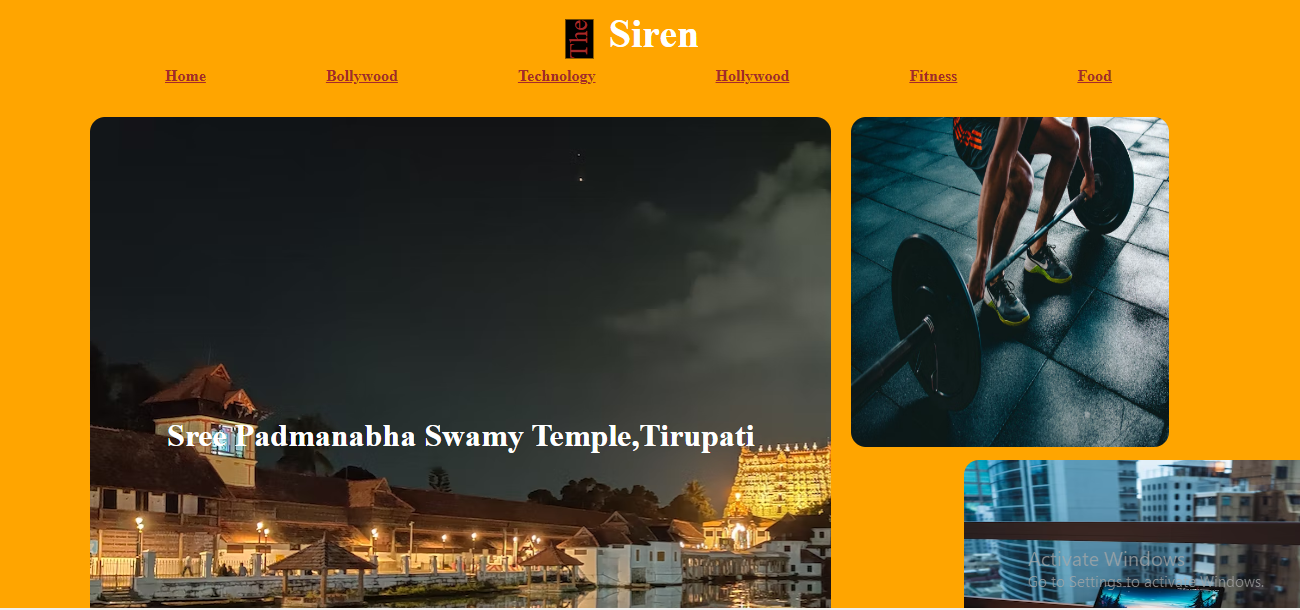 The Siren
Home Bollywood Technology Hollywood Fitness Food
Sree Padmanabha Swamy Temple,Tirupati
Activate Windows
Go to Settings to activate Windows.